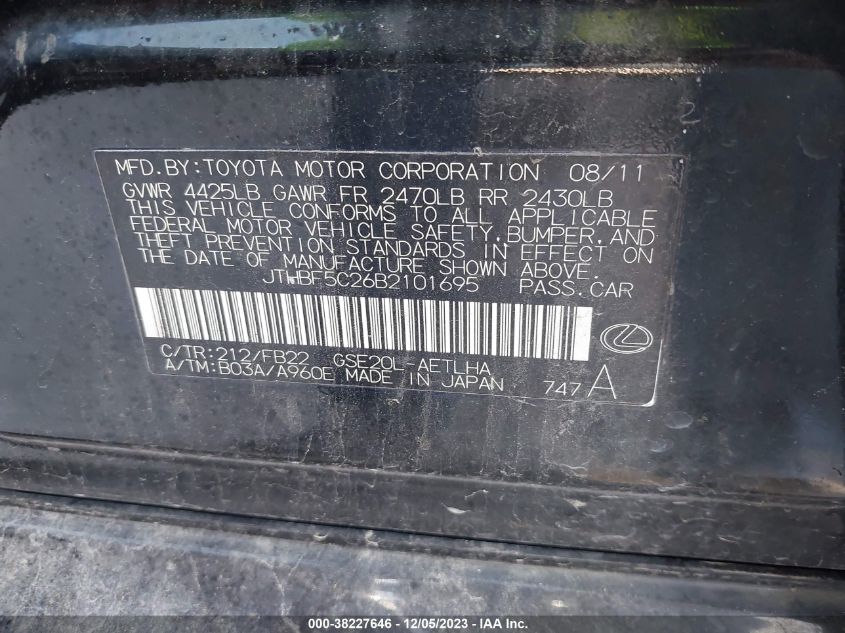 2
MFD.BY:TOYOTA MOTOR CORPORATION 08/11
GVWR 4425LB GAWR FR 2470LB RR 2430LB
THIS VEHICLE CONFORMS TO ALL APPLICABLE
FEDERAL MOTOR VEHICLE SAFETY,BUMPER,AND
THEFT PREVENTION STANDARDS IN EFFECT ON
THE DATE OF MANUFACTURE SHOWN ABOVE.
JTHBF5C26B2101695 PASS.CAR
C/TR:212/FB22 GSE20L-AETLHA
A/TM:B03A/A960E MADE IN JAPAN 747 A
000-38227646 - 12/05/2023 - IAAI.com